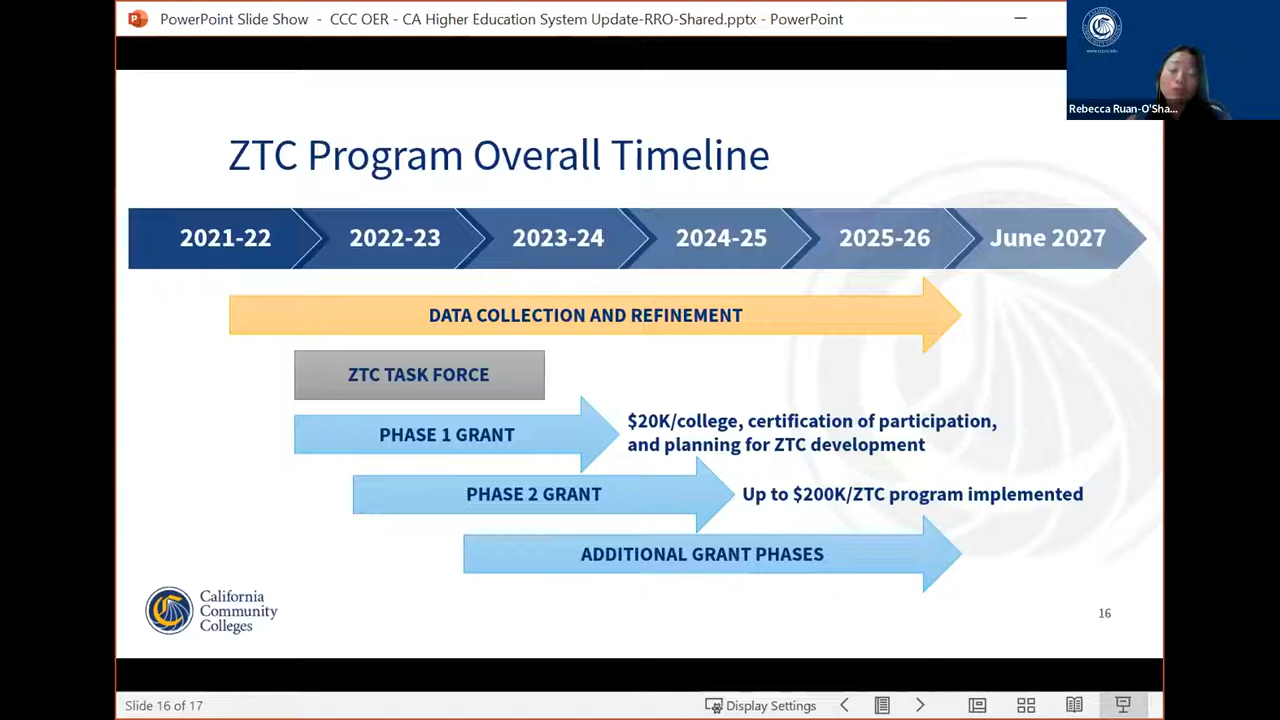 PowerPoint Slide Show - CCC OER - CA Higher Education System Update-RRO-Shared.pptx - PowerPoint
Rebecca Ruan-O'Sha...
ZTC Program Overall Timeline
2021-22 2022-23 2023-24 2024-25 2025-26 June 2027
DATA COLLECTION AND REFINEMENT
ZTC TASK FORCE
PHASE 1 GRANT
$20K/college, certification of participation,
and planning for ZTC development
PHASE 2 GRANT
Up to $200K/ZTC program implemented
ADDITIONAL GRANT PHASES
California
Community
Colleges
16
Slide 16 of 17
Display Settings